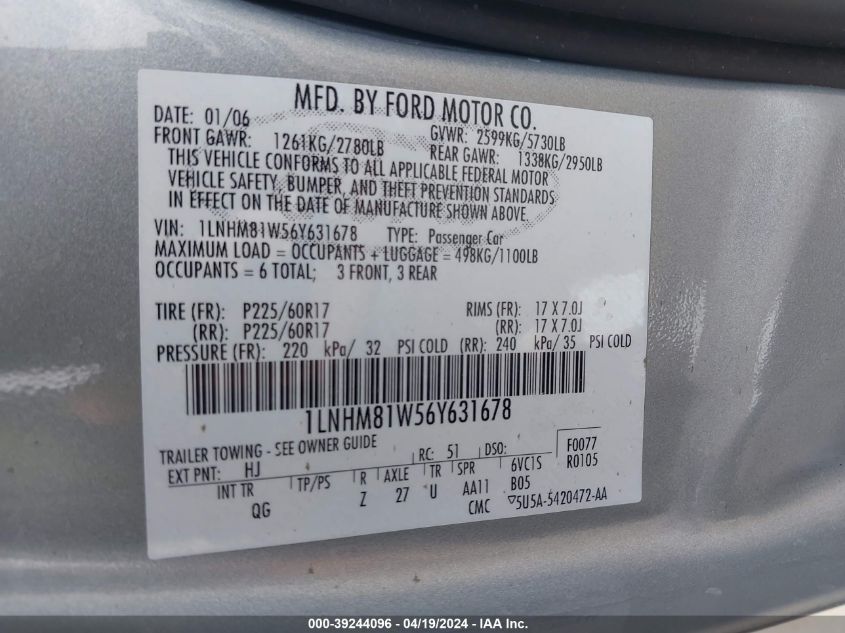 MFD. BY FORD MOTOR CO.
DATE: 01/06 GVWR: 2599KG/5730LB
FRONT GAWR: 1261KG/2780LB REAR GAWR: 1338KG/2950LB
THIS VEHICLE CONFORMS TO ALL APPLICABLE FEDERAL MOTOR
VEHICLE SAFETY, BUMPER, AND THEFT PREVENTION STANDARDS
IN EFFECT ON THE DATE OF MANUFACTURE SHOWN ABOVE.
VIN: 1LNHM81W56Y631678 TYPE: Passenger Car
MAXIMUM LOAD = OCCUPANTS + LUGGAGE = 498KG/1100LB
OCCUPANTS = 6 TOTAL; 3 FRONT, 3 REAR
TIRE (FR): P225/60R17 RIMS (FR): 17 X 7.0J
(RR): P225/60R17 (RR): 17 X 7.0J
PRESSURE (FR): 220 kPa/ 32 PSI COLD (RR): 240 kPa/ 35 PSI COLD
1LNHM81W56Y631678
TRAILER TOWING - SEE OWNER GUIDE
EXT PNT: HJ RC: 51 DSO: F0077
R0105
INT TR TP/PS R AXLE TR SPR 6VC1S
QG Z 27 U AA11 B05
CMC ▽5U5A-5420472-AA
000-39244096 - 04/19/2024 - IAA Inc.